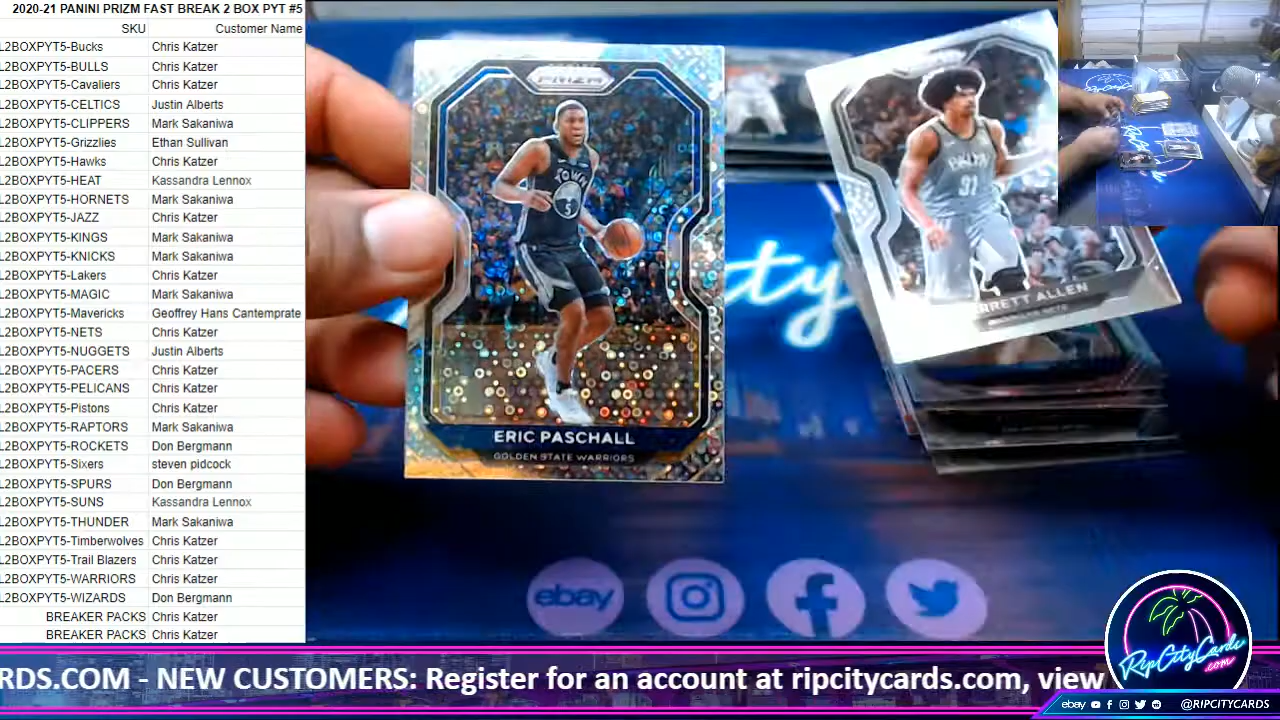 2020-21 PANINI PRIZM FAST BREAK 2 BOX PYT #5
SKU Customer Name
L2BOXPYT5-Bucks Chris Katzer
L2BOXPYT5-BULLS Chris Katzer
L2BOXPYT5-Cavaliers Chris Katzer
L2BOXPYT5-CELTICS Justin Alberts
L2BOXPYT5-CLIPPERS Mark Sakaniwa
L2BOXPYT5-Grizzlies Ethan Sullivan
L2BOXPYT5-Hawks Chris Katzer
L2BOXPYT5-HEAT Kassandra Lennox
L2BOXPYT5-HORNETS Mark Sakaniwa
L2BOXPYT5-JAZZ Chris Katzer
L2BOXPYT5-KINGS Mark Sakaniwa
L2BOXPYT5-KNICKS Mark Sakaniwa
L2BOXPYT5-Lakers Chris Katzer
L2BOXPYT5-MAGIC Mark Sakaniwa
L2BOXPYT5-Mavericks Geoffrey Hans Cantemprate
L2BOXPYT5-NETS Chris Katzer
L2BOXPYT5-NUGGETS Justin Alberts
L2BOXPYT5-PACERS Chris Katzer
L2BOXPYT5-PELICANS Chris Katzer
L2BOXPYT5-Pistons Chris Katzer
L2BOXPYT5-RAPTORS Mark Sakaniwa
L2BOXPYT5-ROCKETS Don Bergmann
L2BOXPYT5-Sixers steven pidcock
L2BOXPYT5-SPURS Don Bergmann
L2BOXPYT5-SUNS Kassandra Lennox
L2BOXPYT5-THUNDER Mark Sakaniwa
L2BOXPYT5-Timberwolves Chris Katzer
L2BOXPYT5-Trail Blazers Chris Katzer
L2BOXPYT5-WARRIORS Chris Katzer
L2BOXPYT5-WIZARDS Don Bergmann
BREAKER PACKS Chris Katzer
BREAKER PACKS Chris Katzer
PRIZM
TOWN
5
ERIC PASCHALL
GOLDEN STATE WARRIORS
31
RRETT ALLEN
ty
ebay
RipCityCards
.com
RDS.COM - NEW CUSTOMERS: Register for an account at ripcitycards.com, view
ebay @RIPCITYCARDS